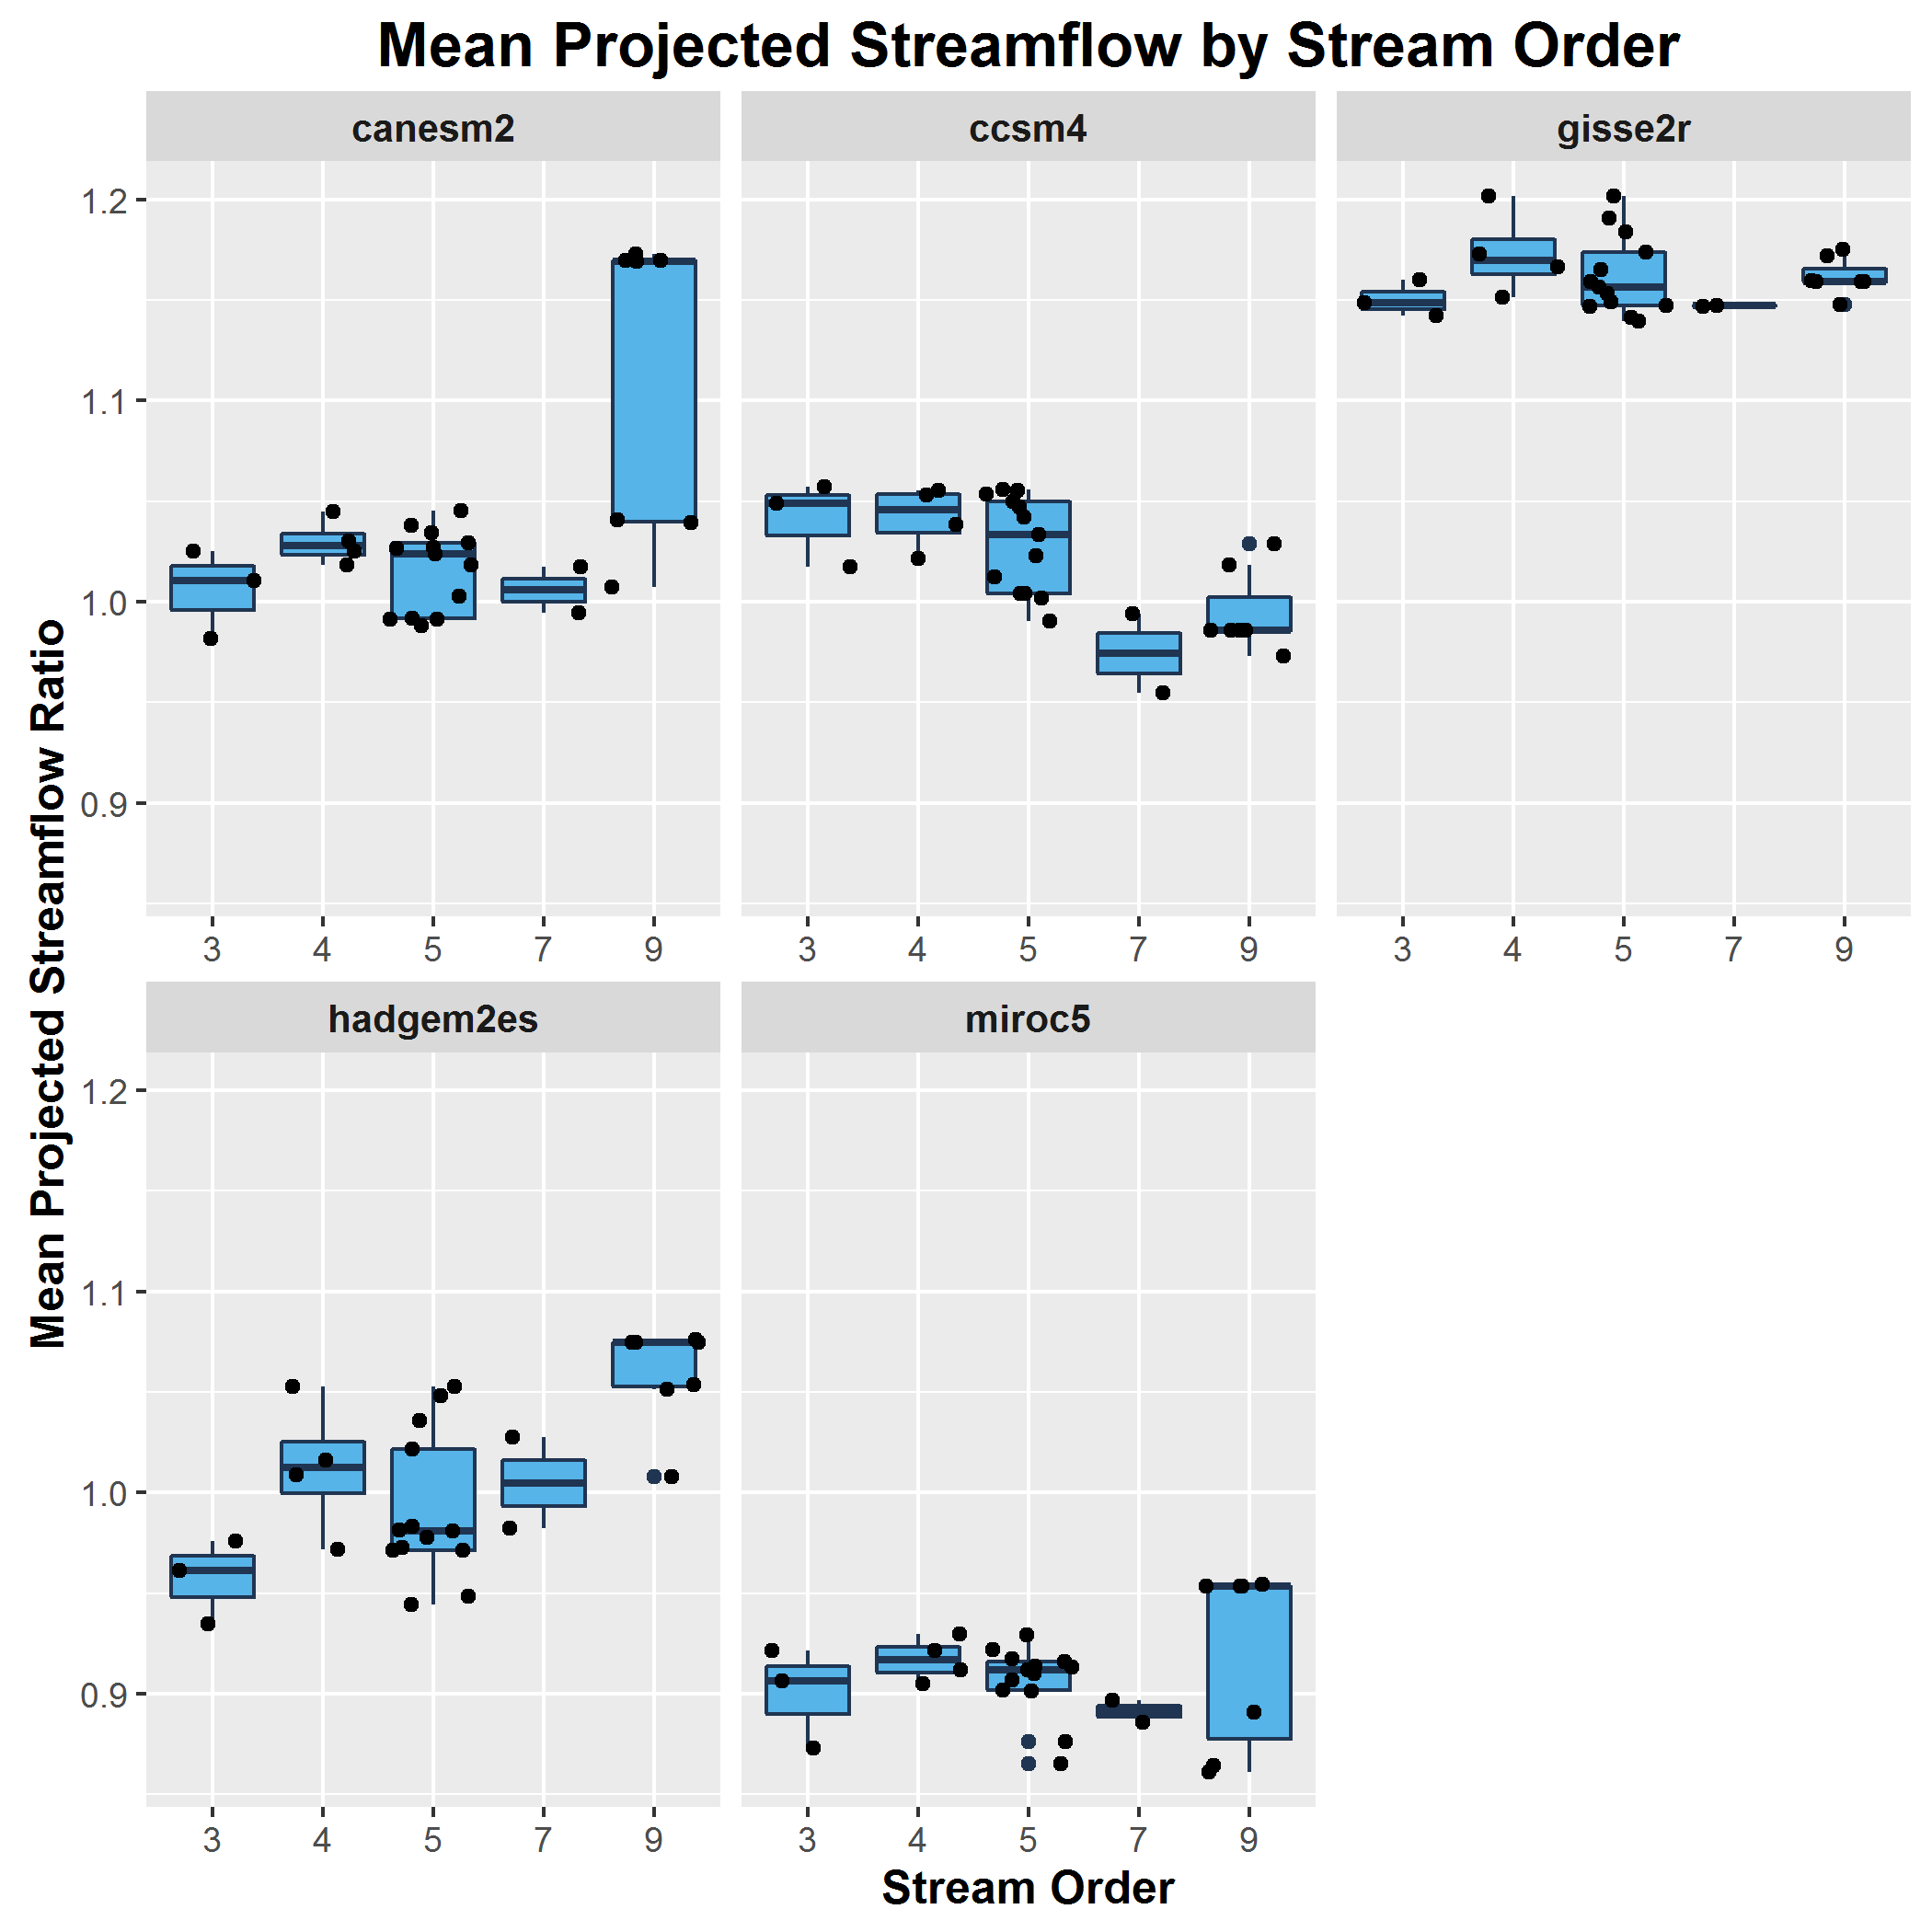 Mean Projected Streamflow by Stream Order
canesm2 ccsm4 gisse2r
1.2
1.1
1.0
0.9
3 4 5 7 9 3 4 5 7 9 3 4 5 7 9
Mean Projected Streamflow Ratio
hadgem2es miroc5
1.2
1.1
1.0
0.9
3 4 5 7 9 3 4 5 7 9
Stream Order